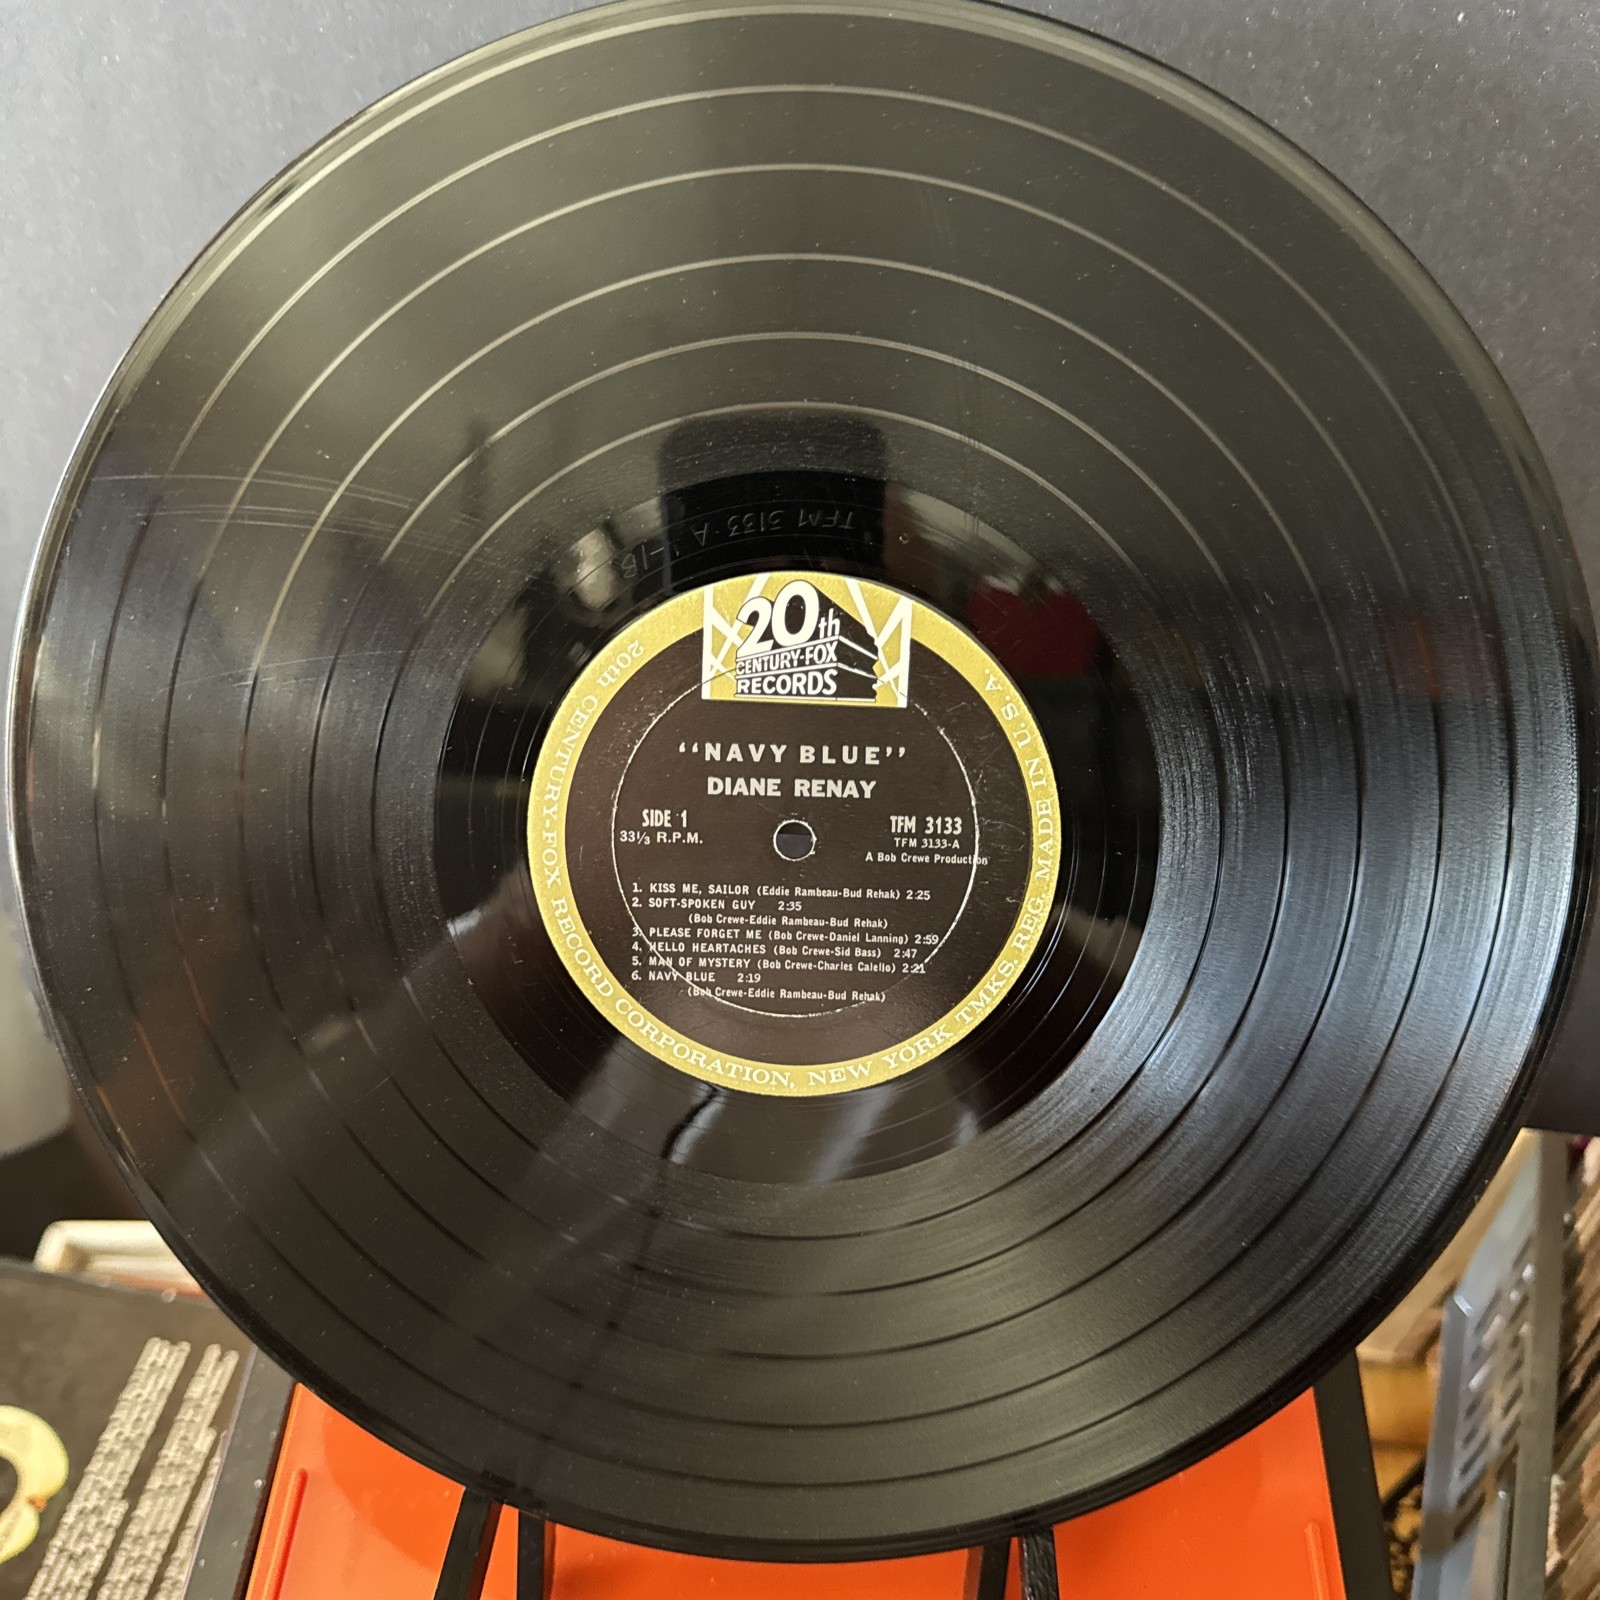 TFM 3133-A 1-1B
20th
CENTURY-FOX
RECORDS
“NAVY BLUE”
DIANE RENAY
SIDE 1
33⅓ R.P.M.
TFM 3133
TFM 3133-A
A Bob Crewe Production
1. KISS ME, SAILOR (Eddie Rambeau-Bud Rehak) 2:25
2. SOFT-SPOKEN GUY 2:35
(Bob Crewe-Eddie Rambeau-Bud Rehak)
3. PLEASE FORGET ME (Bob Crewe-Daniel Lanning) 2:59
4. HELLO HEARTACHES (Bob Crewe-Sid Bass) 2:47
5. MAN OF MYSTERY (Bob Crewe-Charles Calello) 2:21
6. NAVY BLUE 2:19
(Bob Crewe-Eddie Rambeau-Bud Rehak)
20th CENTURY-FOX RECORD CORPORATION, NEW YORK TMKS. REG. MADE IN U.S.A.